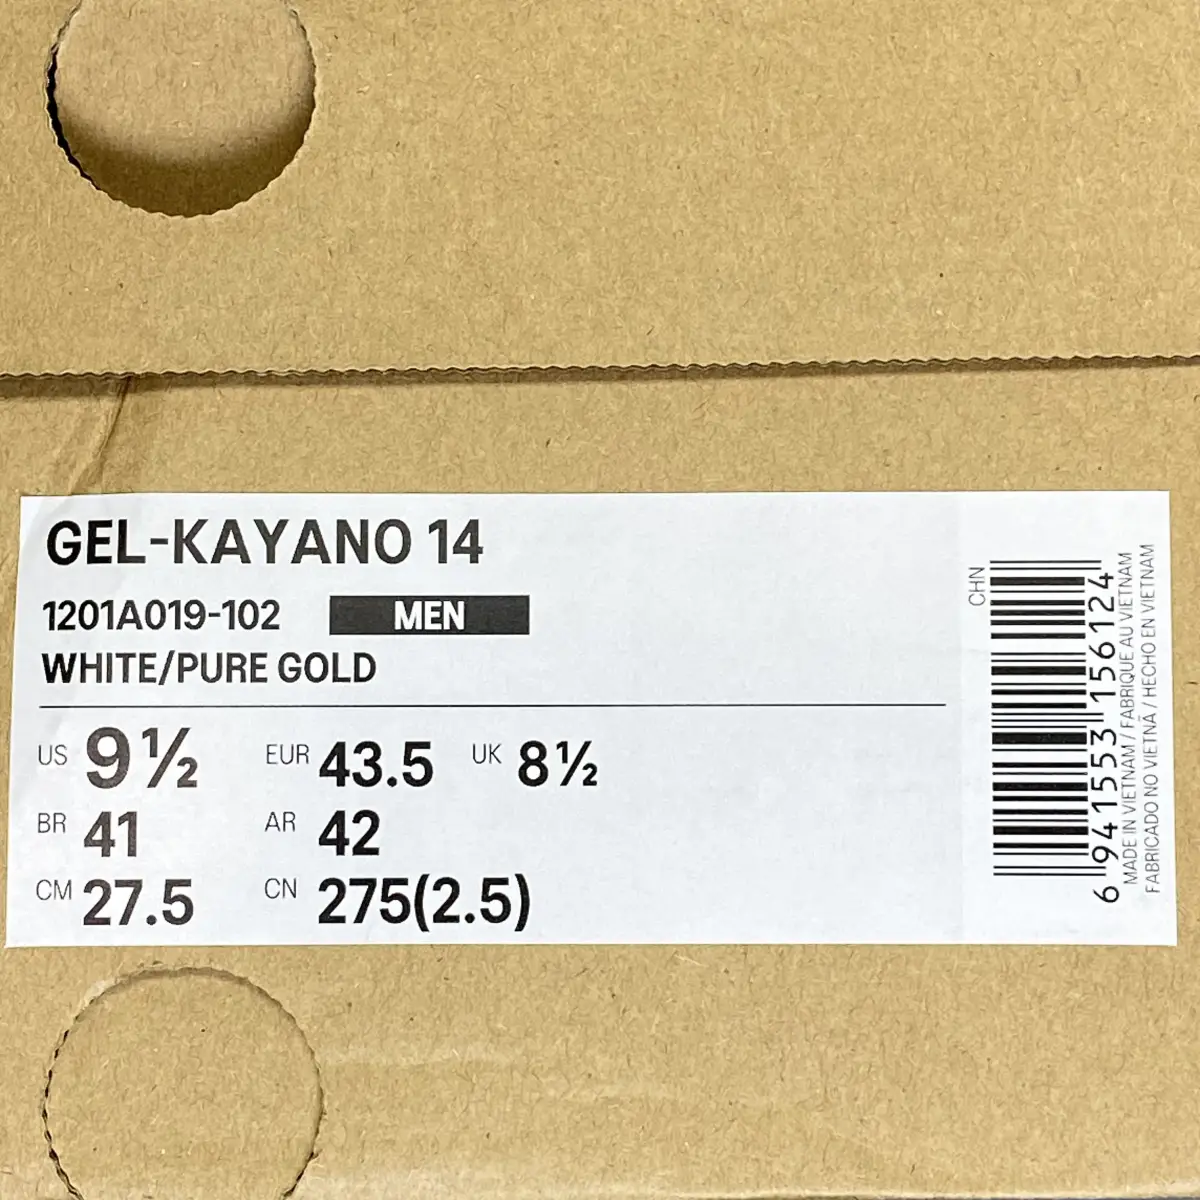 GEL-KAYANO 14
1201A019-102 MEN
WHITE/PURE GOLD
US 9½ EUR 43.5 UK 8½
BR 41 AR 42
CM 27.5 CN 275(2.5)
CHN
6 941553 156124
MADE IN VIETNAM / FABRIQUE AU VIETNAM
FABRICADO NO VIETNÃ / HECHO EN VIETNAM